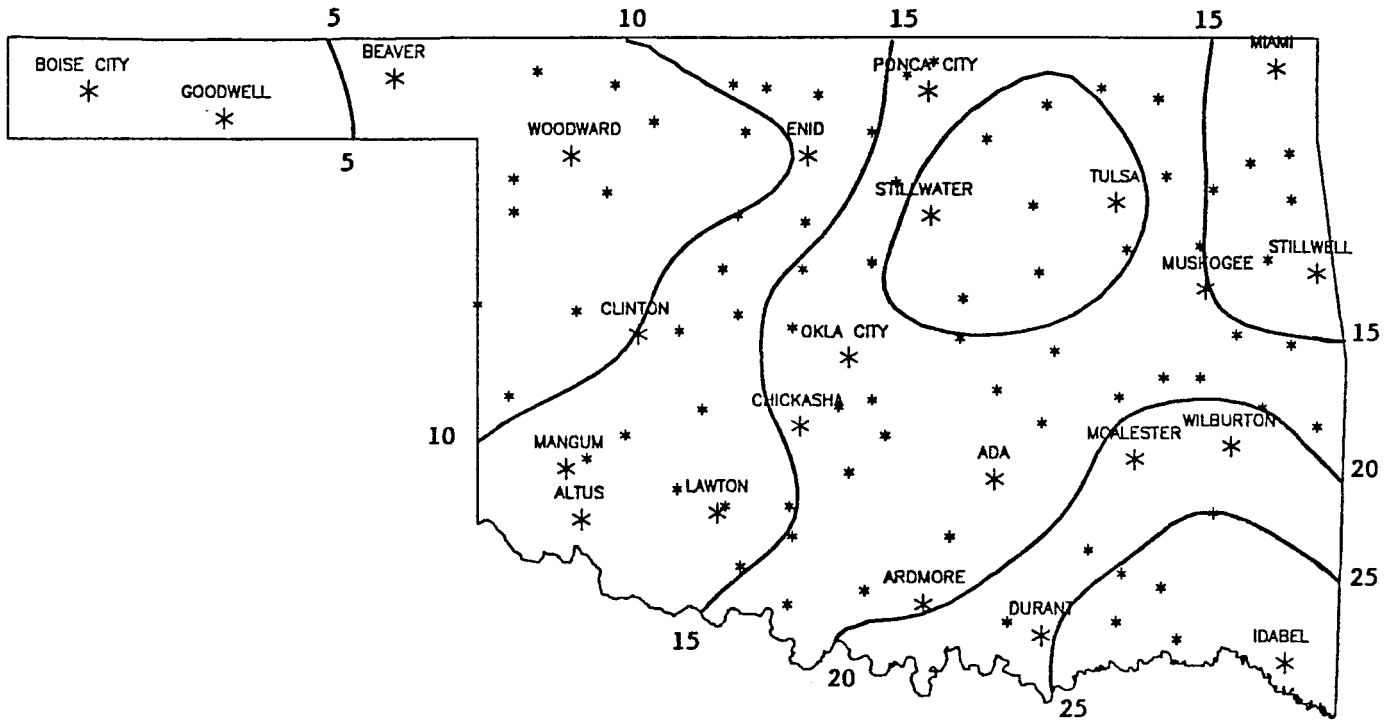 5 10 15 15
BEAVER MIAMI
BOISE CITY PONCA CITY
GOODWELL
WOODWARD ENID
5
TULSA
STILLWATER
STILLWELL
MUSKOGEE
CLINTON
OKLA CITY 15
CHICKASHA
WILBURTON
10 MANGUM MCALESTER
ADA 20
ALTUS LAWTON
ARDMORE 25
DURANT
15 IDABEL
20
25